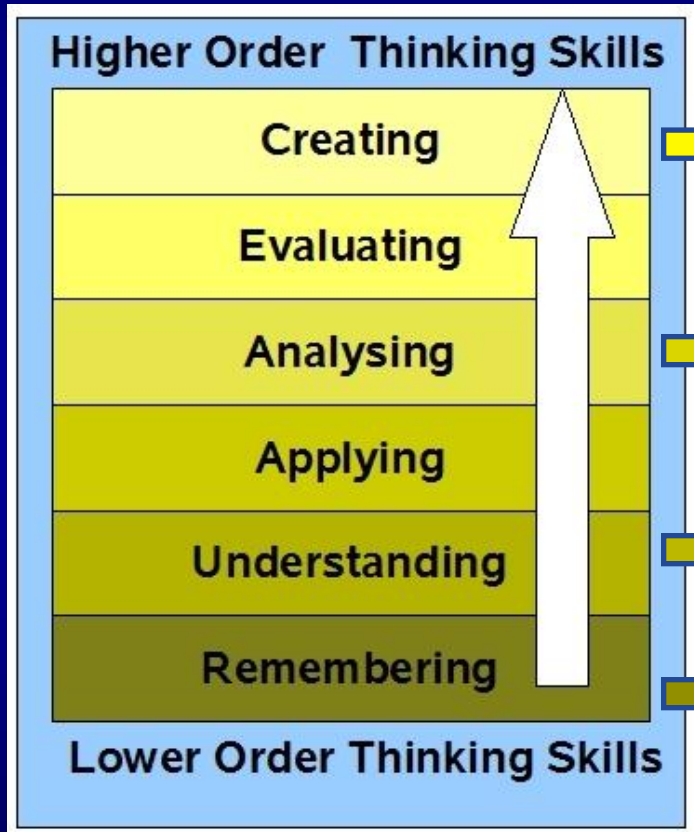 Higher Order Thinking Skills
Creating
Evaluating
Analysing
Applying
Understanding
Remembering
Lower Order Thinking Skills